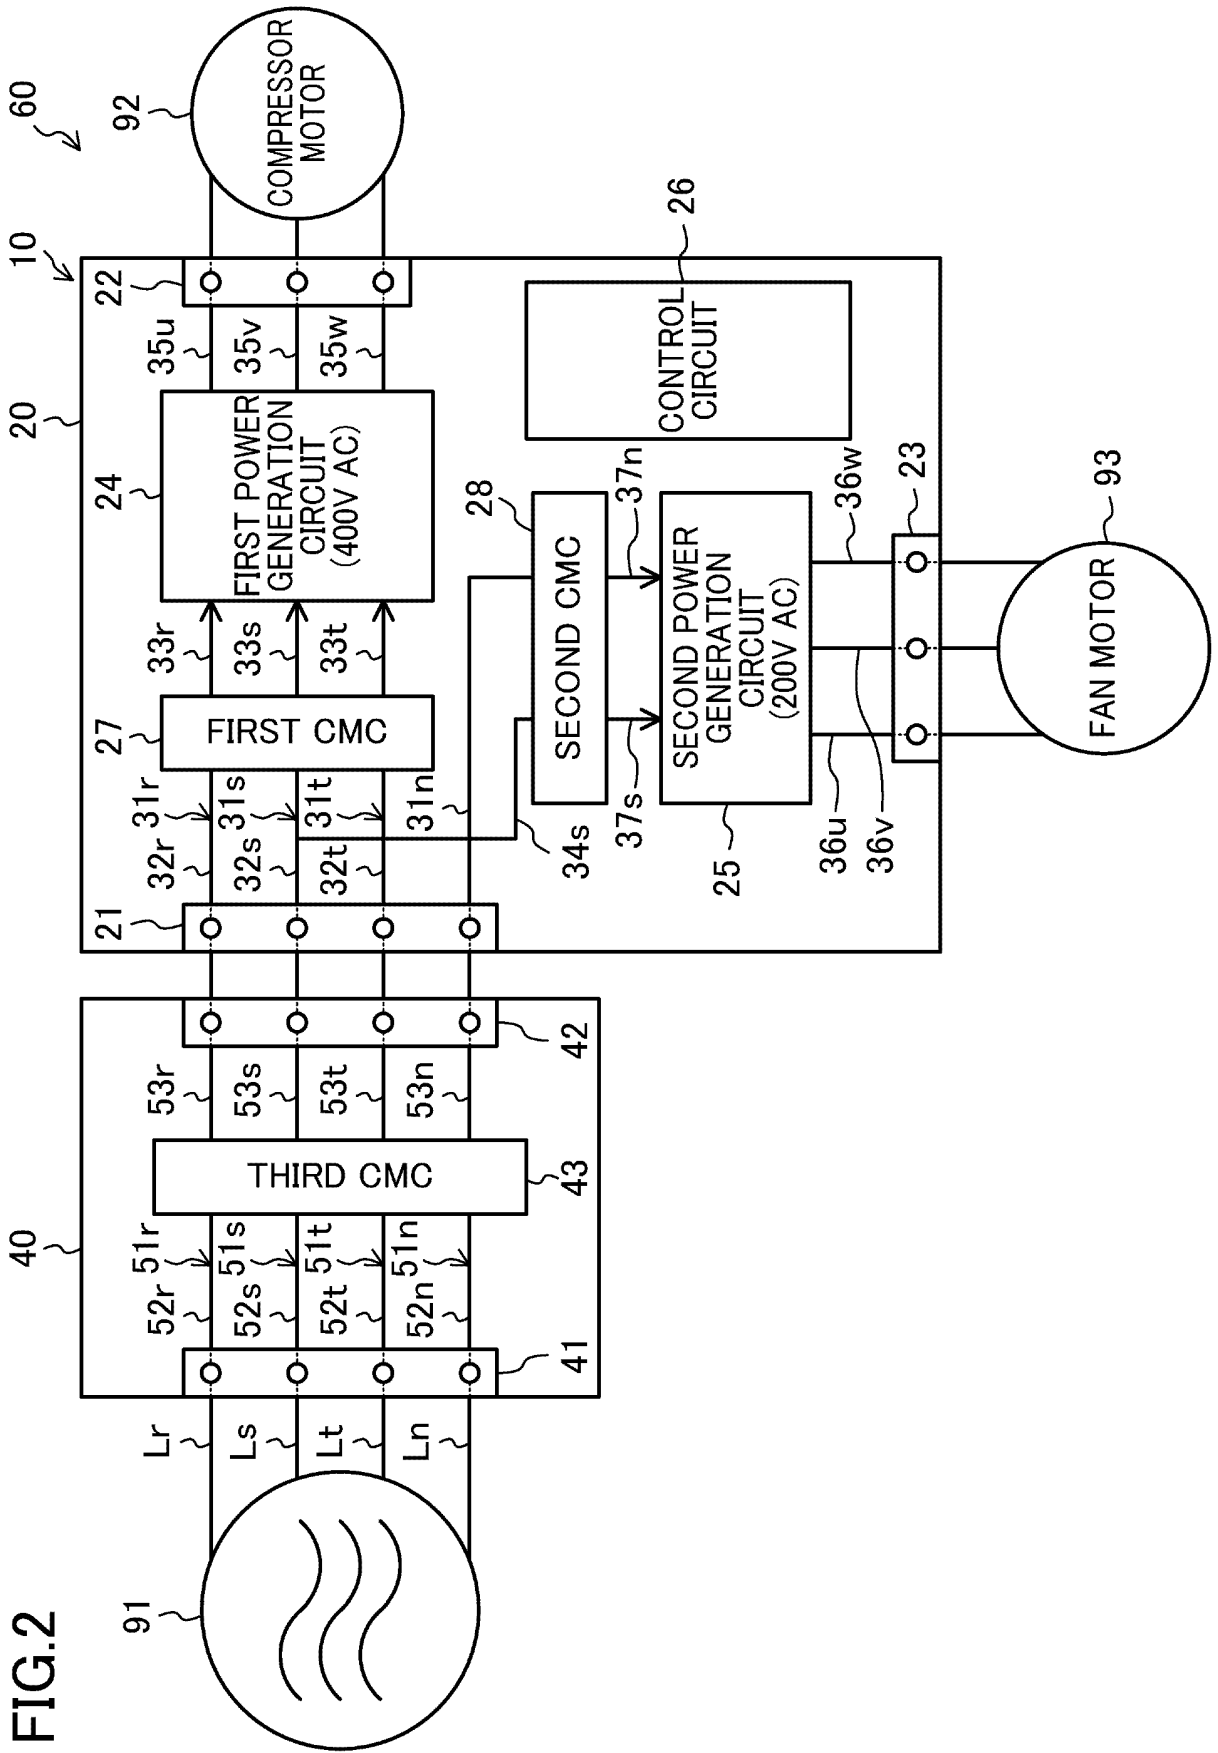 FIG.2
60
10
20
40
91
Lr
Ls
Lt
Ln
41
52r
52s
52t
52n
51r
51s
51t
51n
THIRD CMC
43
53r
53s
53t
53n
42
21
32r
32s
32t
31r
31s
31t
31n
34s
27
FIRST CMC
33r
33s
33t
24
FIRST POWER
GENERATION
CIRCUIT
(400V AC)
35u
35v
35w
22
92
COMPRESSOR
MOTOR
28
SECOND CMC
37s
37n
25
SECOND POWER
GENERATION
CIRCUIT
(200V AC)
26
CONTROL
CIRCUIT
36u
36v
36w
23
93
FAN MOTOR